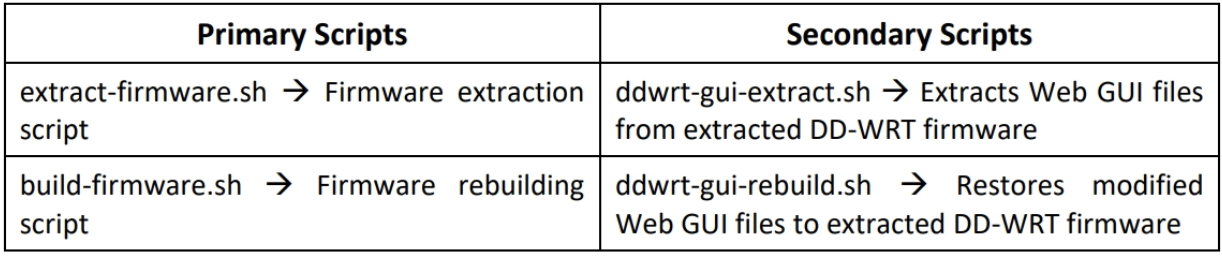 Primary Scripts
Secondary Scripts
extract-firmware.sh → Firmware extraction
script
ddwrt-gui-extract.sh → Extracts Web GUI files
from extracted DD-WRT firmware
build-firmware.sh → Firmware rebuilding
script
ddwrt-gui-rebuild.sh → Restores modified
Web GUI files to extracted DD-WRT firmware